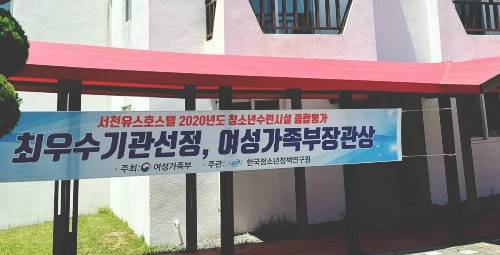 서천유스호스텔 2020년도 청소년수련시설 종합평가
최우수기관선정, 여성가족부장관상
· 주최: 여성가족부 · 주관: 한국청소년정책연구원